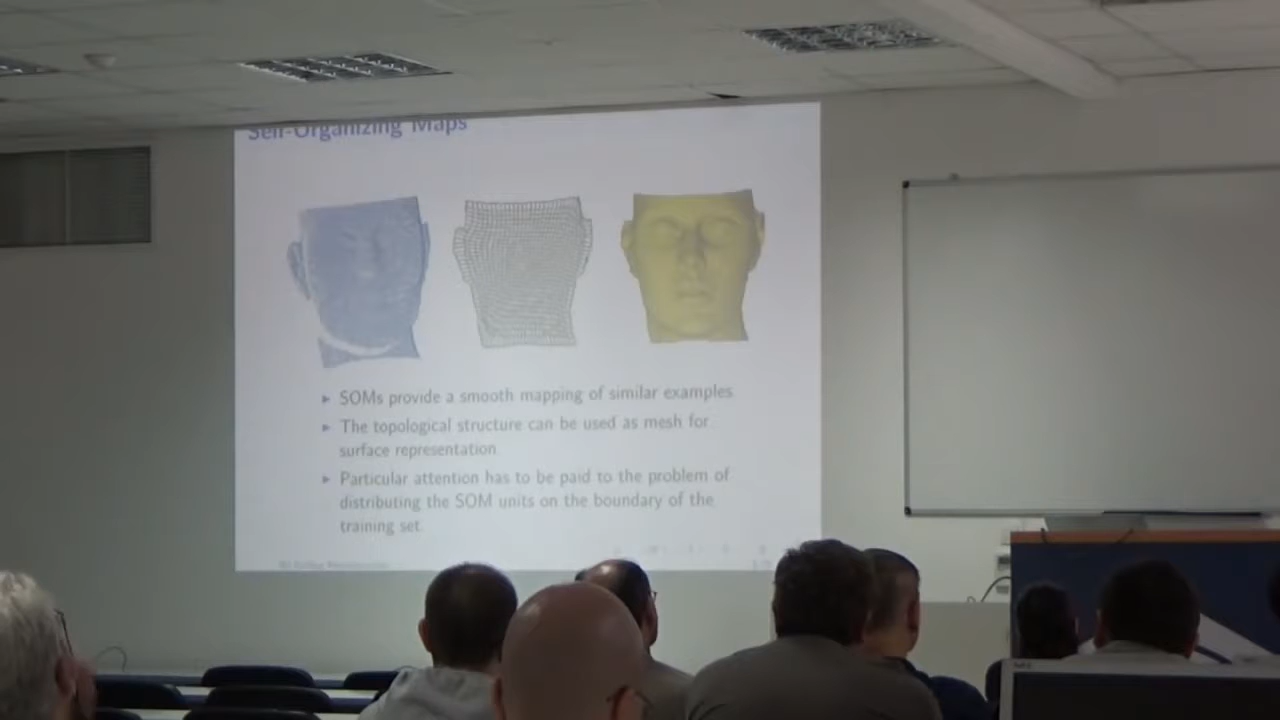 Self-Organizing Maps
▸ SOMs provide a smooth mapping of similar examples
▸ The topological structure can be used as mesh for
surface representation.
▸ Particular attention has to be paid to the problem of
distributing the SOM units on the boundary of the
training set.